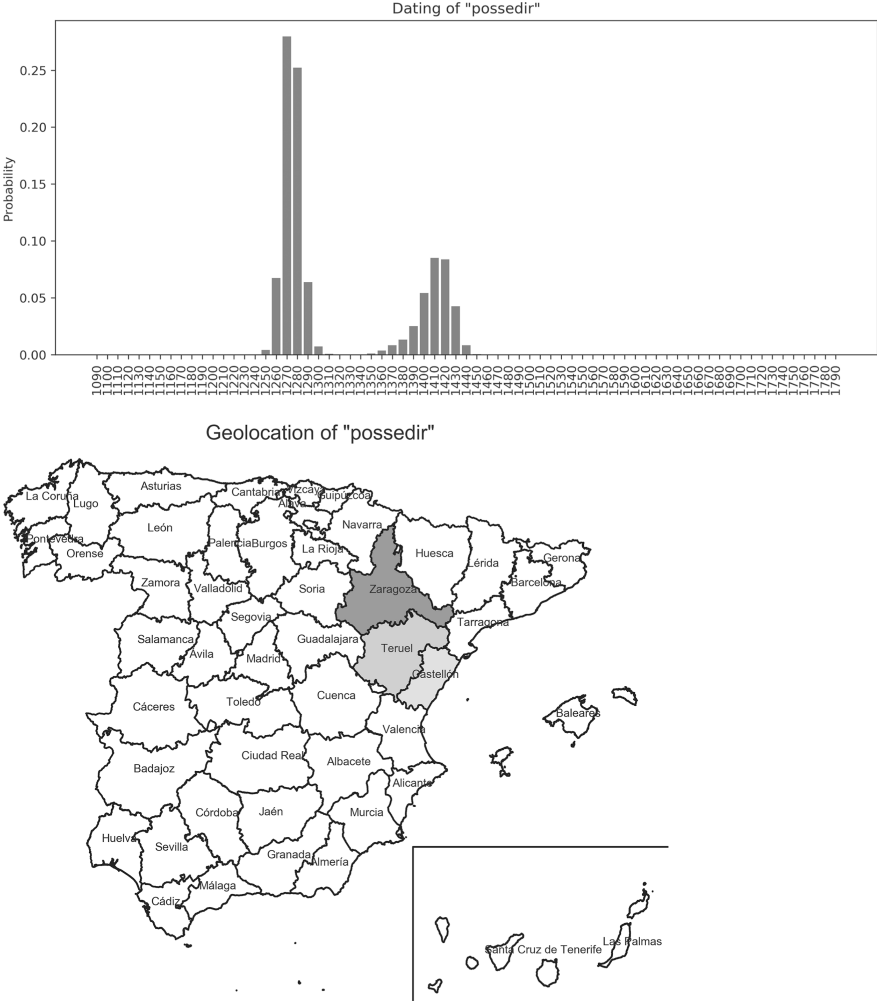 Dating of "possedir"
Probability
0.25
0.20
0.15
0.10
0.05
0.00
1090
1100
1110
1120
1130
1140
1150
1160
1170
1180
1190
1200
1210
1220
1230
1240
1250
1260
1270
1280
1290
1300
1310
1320
1330
1340
1350
1360
1370
1380
1390
1400
1410
1420
1430
1440
1450
1460
1470
1480
1490
1500
1510
1520
1530
1540
1550
1560
1570
1580
1590
1600
1610
1620
1630
1640
1650
1660
1670
1680
1690
1700
1710
1720
1730
1740
1750
1760
1770
1780
1790
Geolocation of "possedir"
La Coruña
Lugo
Asturias
Cantabria
Vizcaya
Guipúzcoa
Álava
Pontevedra
Orense
León
Palencia
Burgos
La Rioja
Navarra
Huesca
Lérida
Gerona
Barcelona
Zamora
Valladolid
Soria
Zaragoza
Segovia
Tarragona
Salamanca
Ávila
Madrid
Guadalajara
Teruel
Castellón
Cáceres
Toledo
Cuenca
Valencia
Baleares
Badajoz
Ciudad Real
Albacete
Alicante
Huelva
Sevilla
Córdoba
Jaén
Murcia
Granada
Almería
Málaga
Cádiz
Santa Cruz de Tenerife
Las Palmas